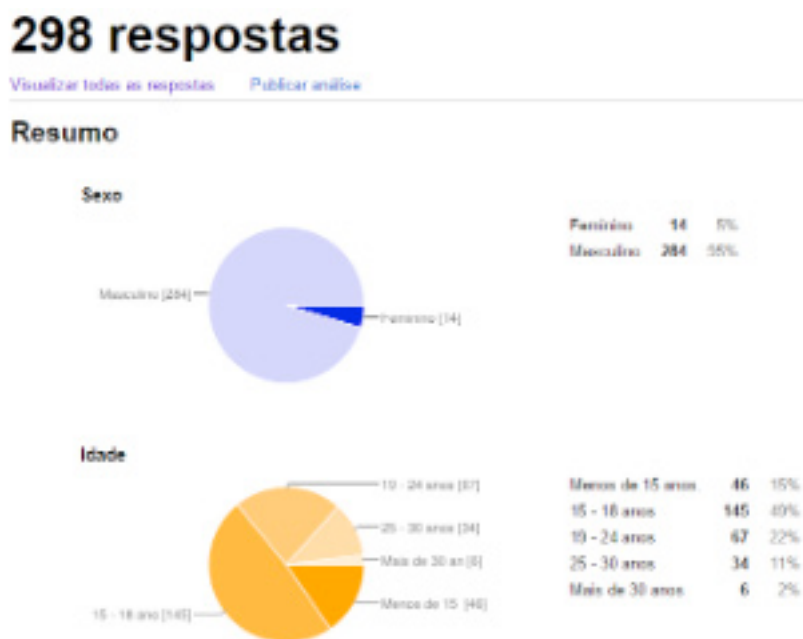 298 respostas
Visualizar todas as respostas Publicar análise
Resumo
Sexo
Masculino [284]
Feminino [14]
Feminino 14 5%
Masculino 284 95%
Idade
19 - 24 anos [67]
25 - 30 anos [34]
Mais de 30 an [6]
Menos de 15 [46]
15 - 18 ano [145]
Menos de 15 anos 46 15%
15 - 18 anos 145 49%
19 - 24 anos 67 22%
25 - 30 anos 34 11%
Mais de 30 anos 6 2%